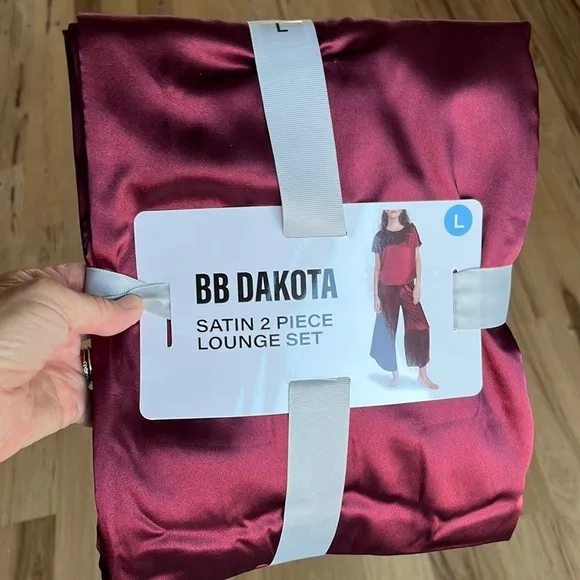 L
L
BB DAKOTA
SATIN 2 PIECE
LOUNGE SET